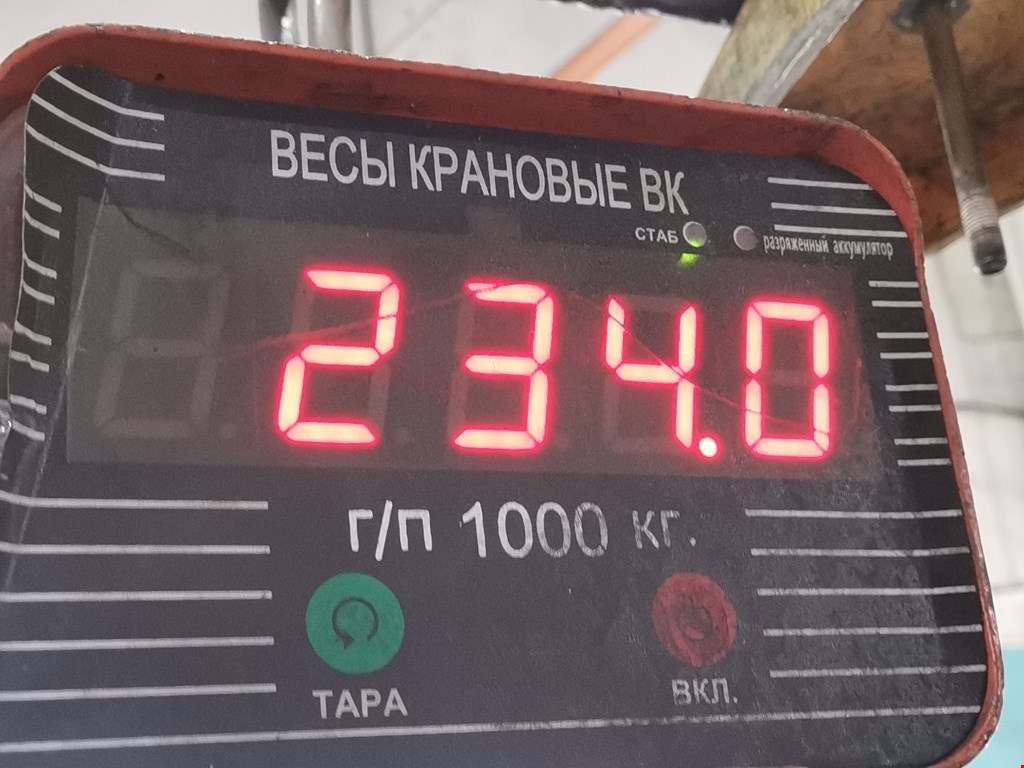 ВЕСЫ КРАНОВЫЕ ВК
СТАБ разряженный аккумулятор
234.0
г/п 1000 кг.
ТАРА ВКЛ.